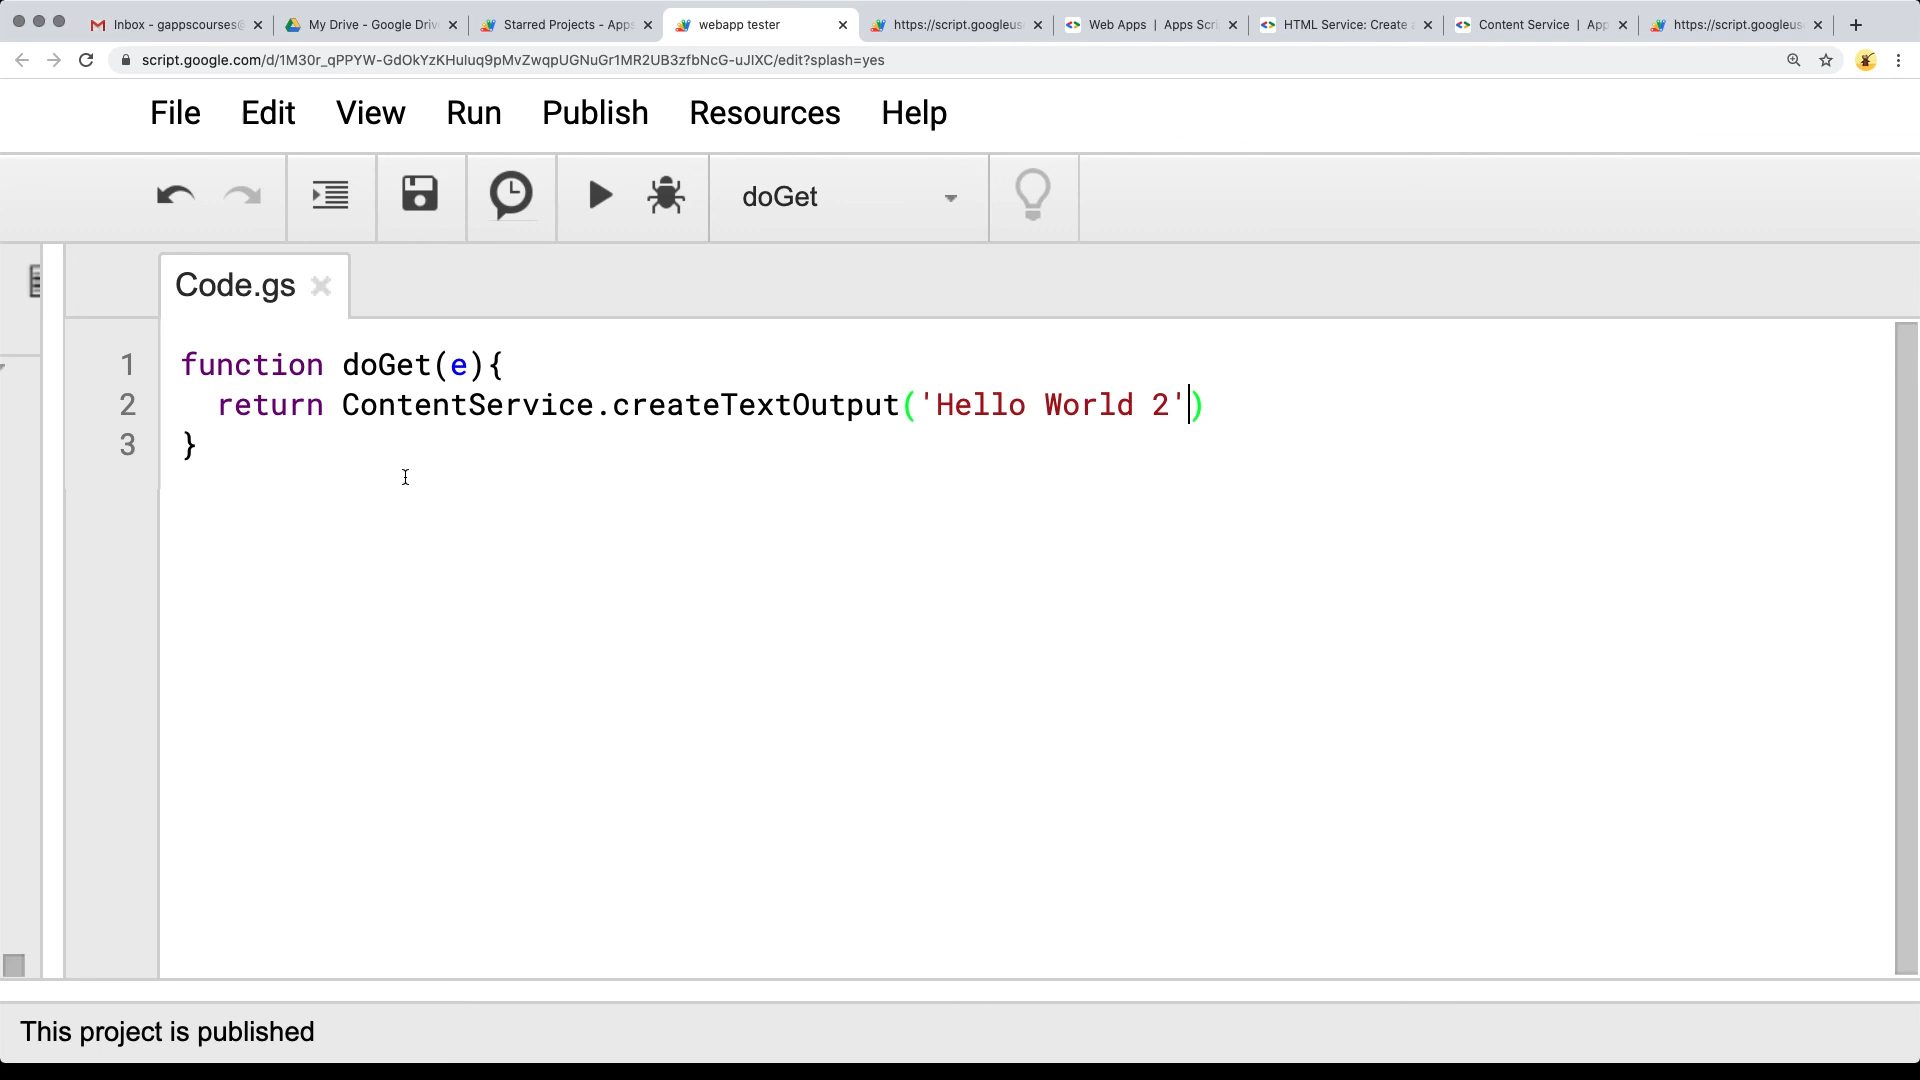 Inbox - gappscourses@ My Drive - Google Driv Starred Projects - Apps webapp tester https://script.googleus Web Apps | Apps Scri HTML Service: Create Content Service | App https://script.googleus
script.google.com/d/1M30r_qPPYW-GdOkYzKHuluq9pMvZwqpUGNuGr1MR2UB3zfbNcG-uJIXC/edit?splash=yes
File Edit View Run Publish Resources Help
doGet
Code.gs
1 function doGet(e){
2 return ContentService.createTextOutput('Hello World 2')
3 }
This project is published